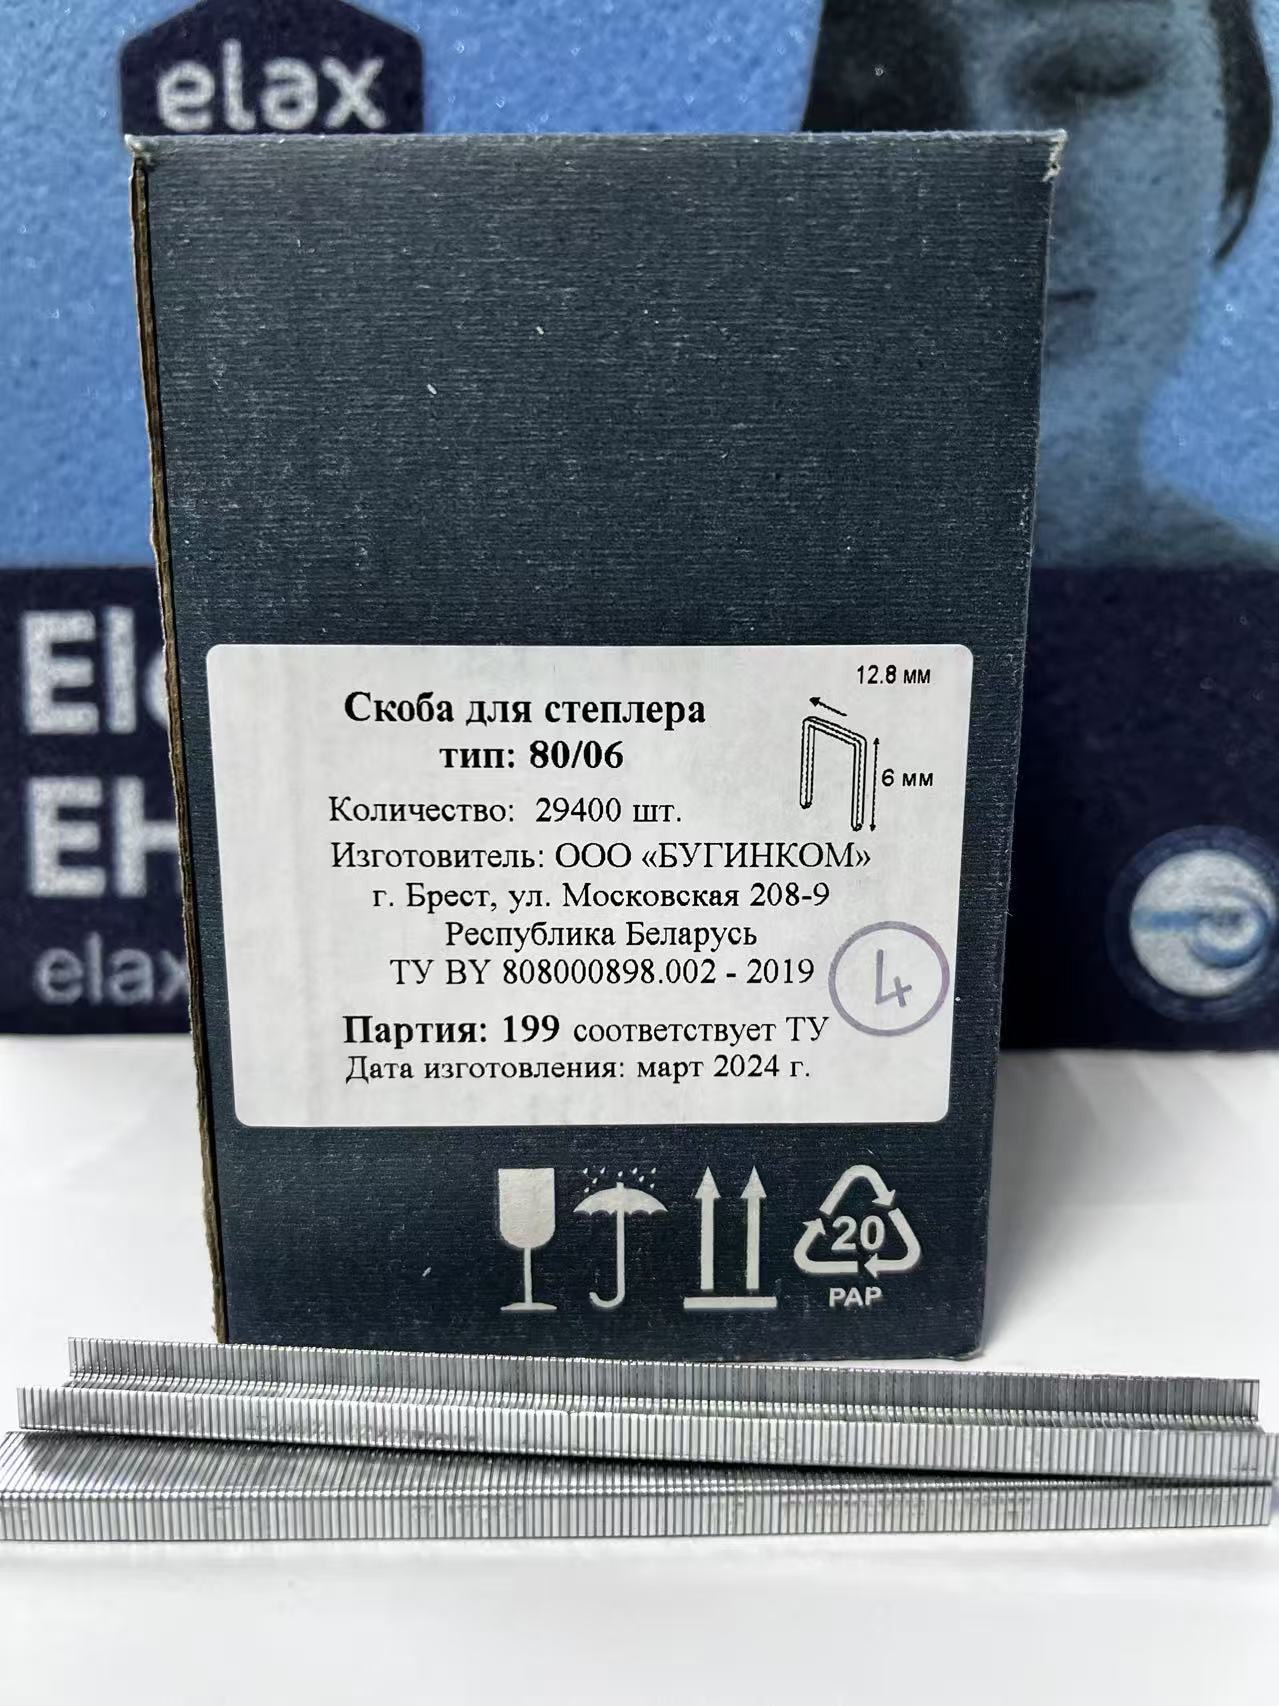 elax
12.8 мм
Скоба для степлера
тип: 80/06
6 мм
Количество: 29400 шт.
Изготовитель: ООО «БУГИНКОМ»
г. Брест, ул. Московская 208-9
Республика Беларусь
ТУ BY 808000898.002 - 2019
4
Партия: 199 соответствует ТУ
Дата изготовления: март 2024 г.
20
PAP
elax